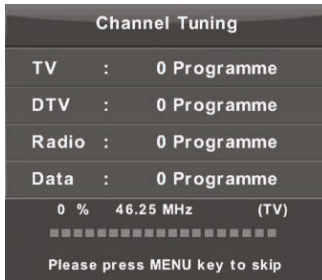 Channel Tuning
TV : 0 Programme
DTV : 0 Programme
Radio : 0 Programme
Data : 0 Programme
0 % 46.25 MHz (TV)
Please press MENU key to skip